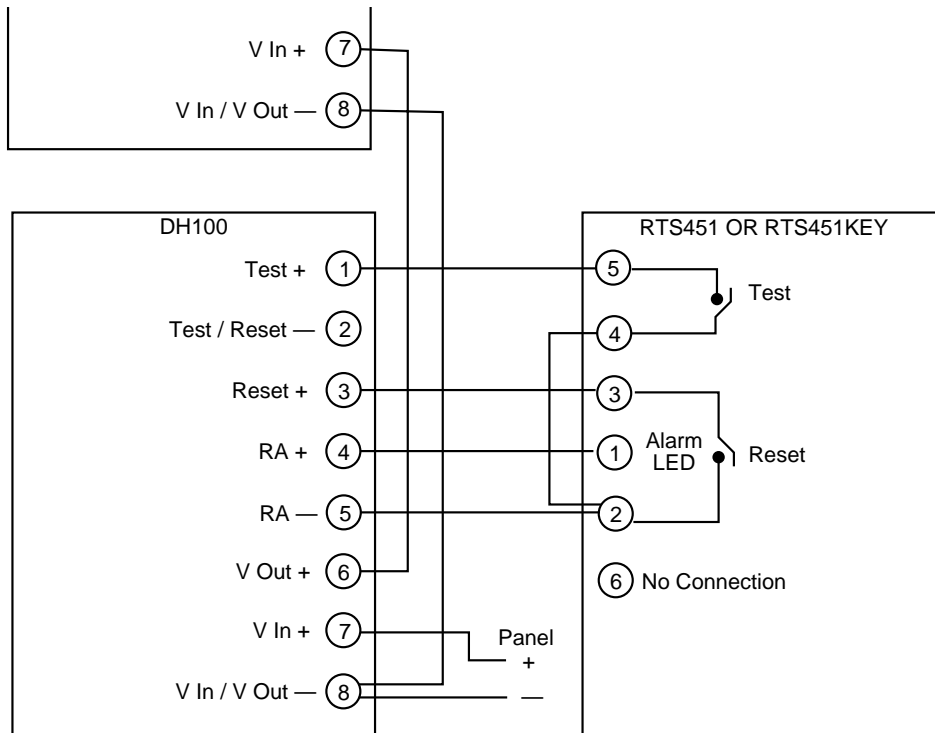 V In + 7
V In / V Out — 8
DH100
Test + 1
Test / Reset — 2
Reset + 3
RA + 4
RA — 5
V Out + 6
V In + 7
V In / V Out — 8
Panel
+
—
RTS451 OR RTS451KEY
5
Test
4
3
1 Alarm
LED
Reset
2
6 No Connection